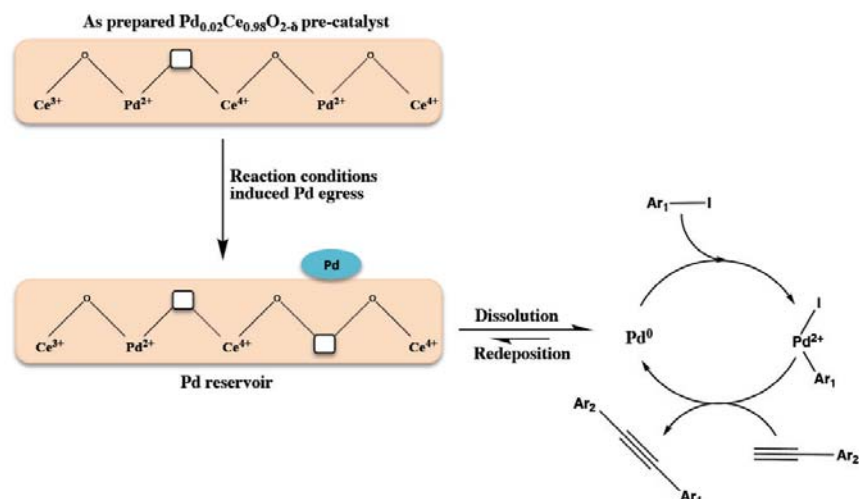 As prepared Pd0.02Ce0.98O2-δ pre-catalyst
O O O
Ce3+ Pd2+ Ce4+ Pd2+ Ce4+
Reaction conditions
induced Pd egress
Pd
O O O
Ce3+ Pd2+ Ce4+ Ce4+
Pd reservoir
Dissolution
Redeposition
Ar1 I
Pd0
I
Pd2+
Ar1
Ar2
Ar1
Ar2